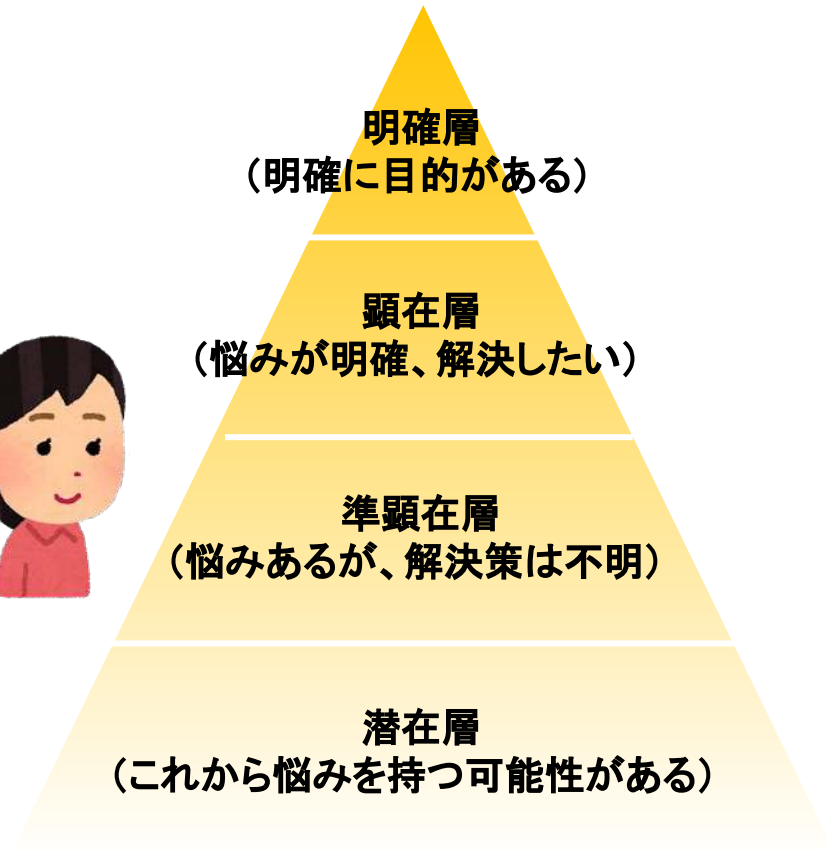 明確層
（明確に目的がある）
顕在層
（悩みが明確、解決したい）
準顕在層
（悩みあるが、解決策は不明）
潜在層
（これから悩みを持つ可能性がある）